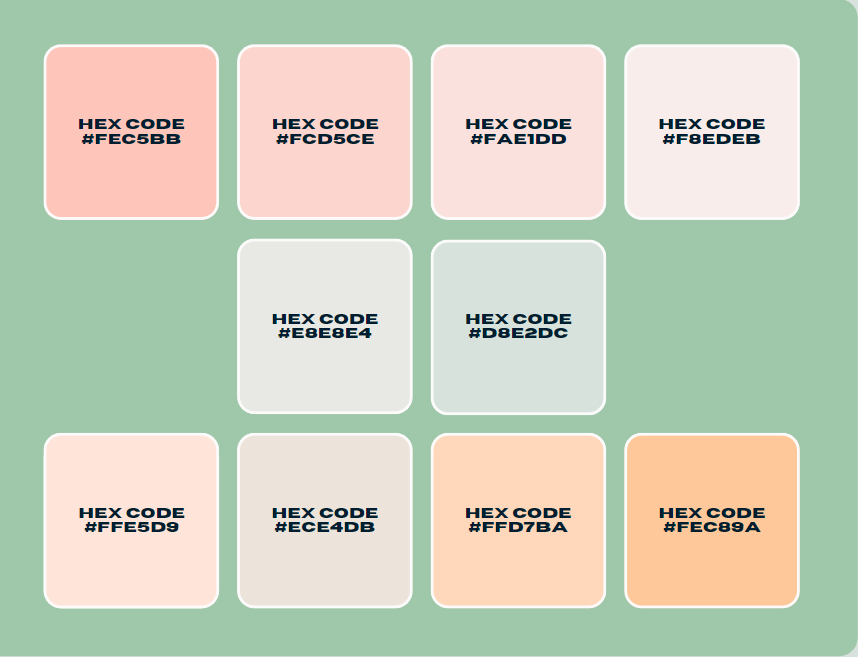 HEX CODE
#FEC5BB
HEX CODE
#FCD5CE
HEX CODE
#FAE1DD
HEX CODE
#F8EDEB
HEX CODE
#E8E8E4
HEX CODE
#D8E2DC
HEX CODE
#FFE5D9
HEX CODE
#ECE4DB
HEX CODE
#FFD7BA
HEX CODE
#FEC89A